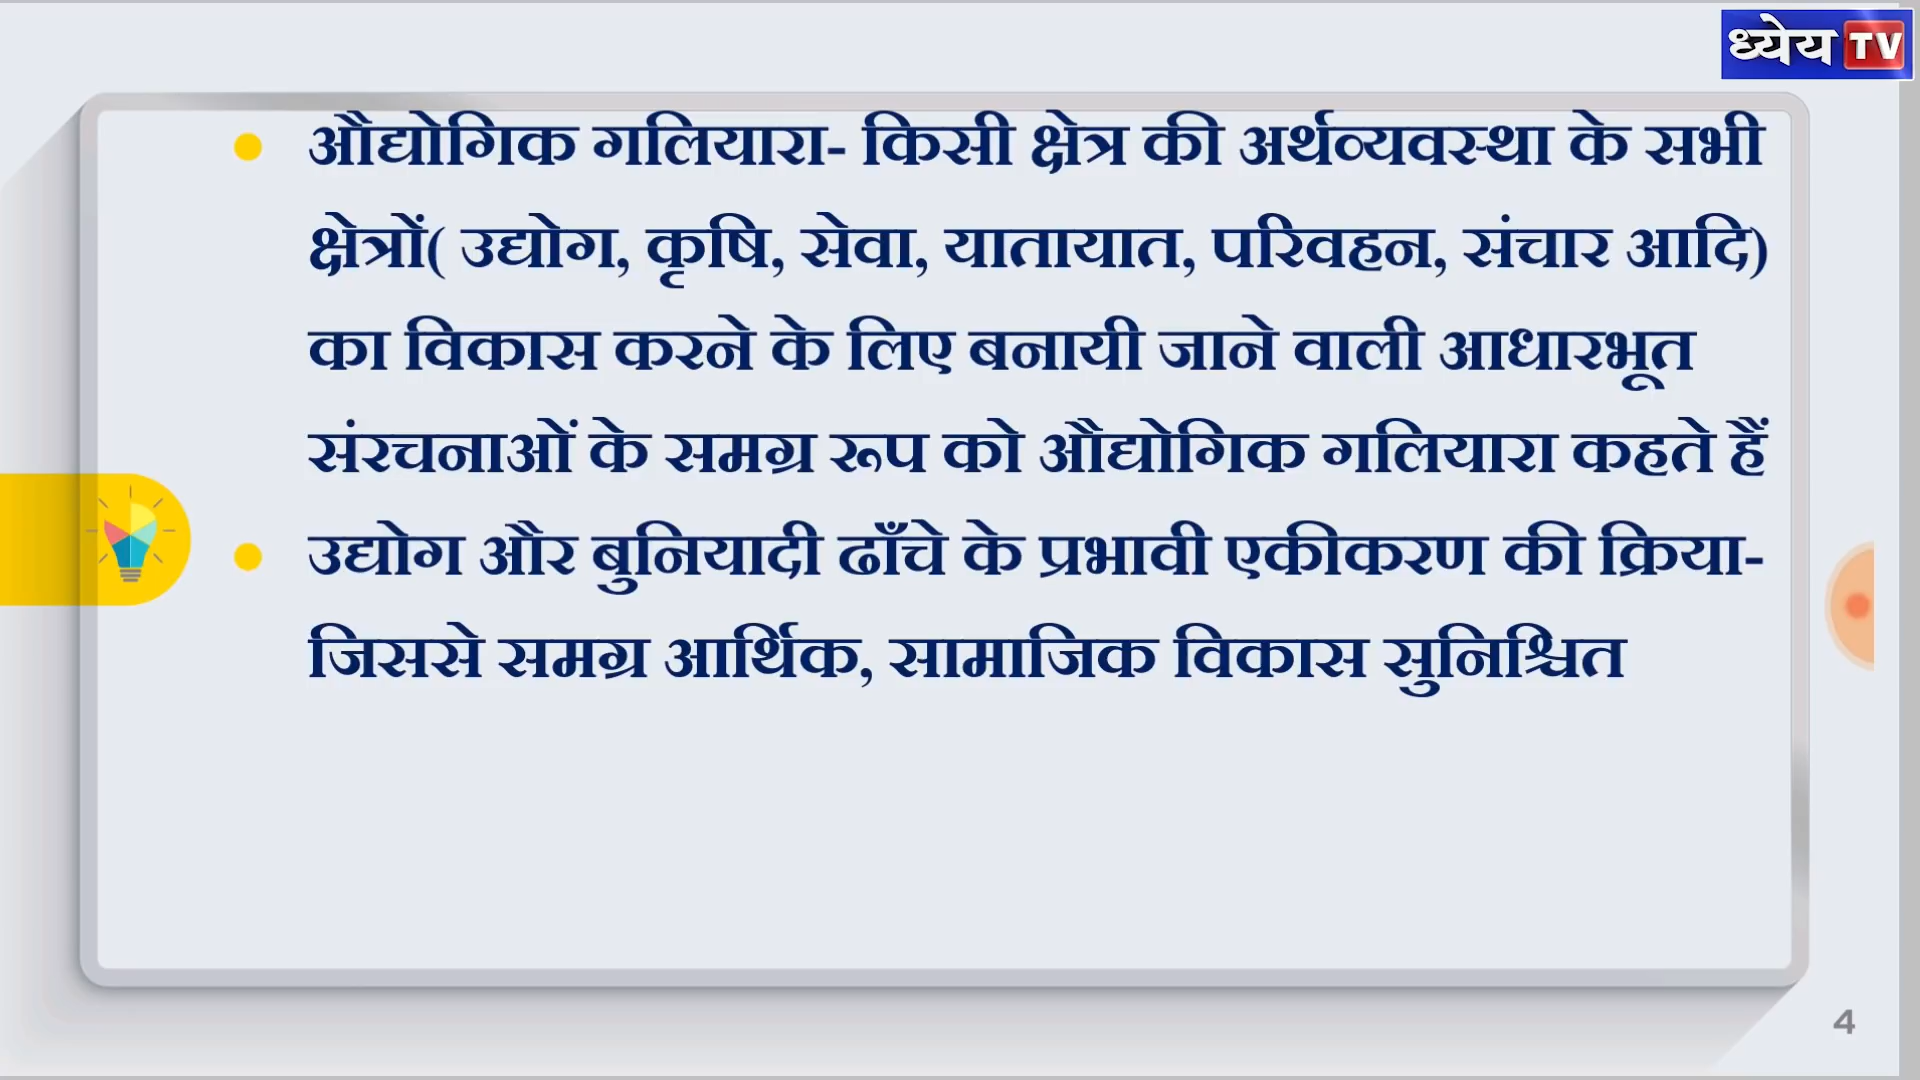 ध्येय TV
औद्योगिक गलियारा- किसी क्षेत्र की अर्थव्यवस्था के सभी
क्षेत्रों( उद्योग, कृषि, सेवा, यातायात, परिवहन, संचार आदि)
का विकास करने के लिए बनायी जाने वाली आधारभूत
संरचनाओं के समग्र रूप को औद्योगिक गलियारा कहते हैं
उद्योग और बुनियादी ढाँचे के प्रभावी एकीकरण की क्रिया-
जिससे समग्र आर्थिक, सामाजिक विकास सुनिश्चित
4